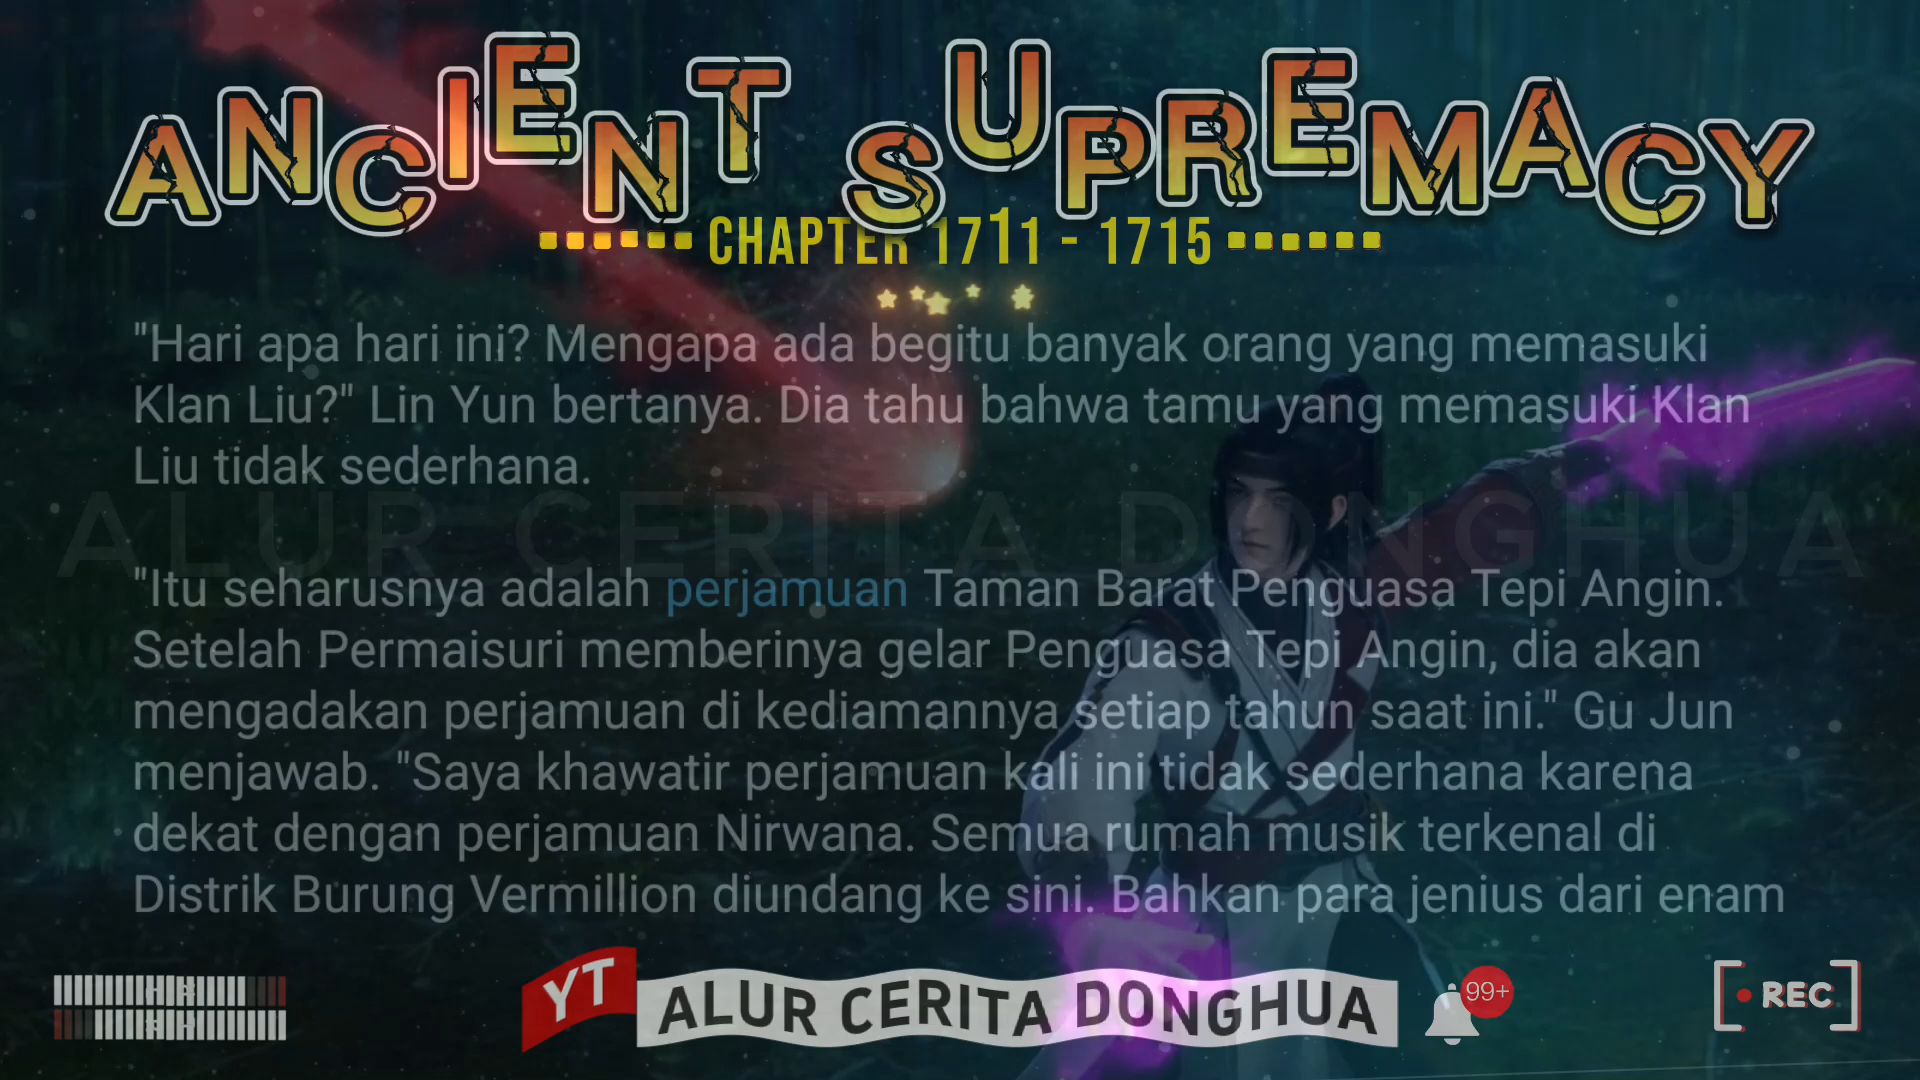 ANCIENT SUPREMACY
CHAPTER 1711 - 1715
"Hari apa hari ini? Mengapa ada begitu banyak orang yang memasuki
Klan Liu?" Lin Yun bertanya. Dia tahu bahwa tamu yang memasuki Klan
Liu tidak sederhana.
ALUR CERITA DONGHUA
"Itu seharusnya adalah perjamuan Taman Barat Penguasa Tepi Angin.
Setelah Permaisuri memberinya gelar Penguasa Tepi Angin, dia akan
mengadakan perjamuan di kediamannya setiap tahun saat ini." Gu Jun
menjawab. "Saya khawatir perjamuan kali ini tidak sederhana karena
dekat dengan perjamuan Nirwana. Semua rumah musik terkenal di
Distrik Burung Vermillion diundang ke sini. Bahkan para jenius dari enam
YT ALUR CERITA DONGHUA
99+
REC